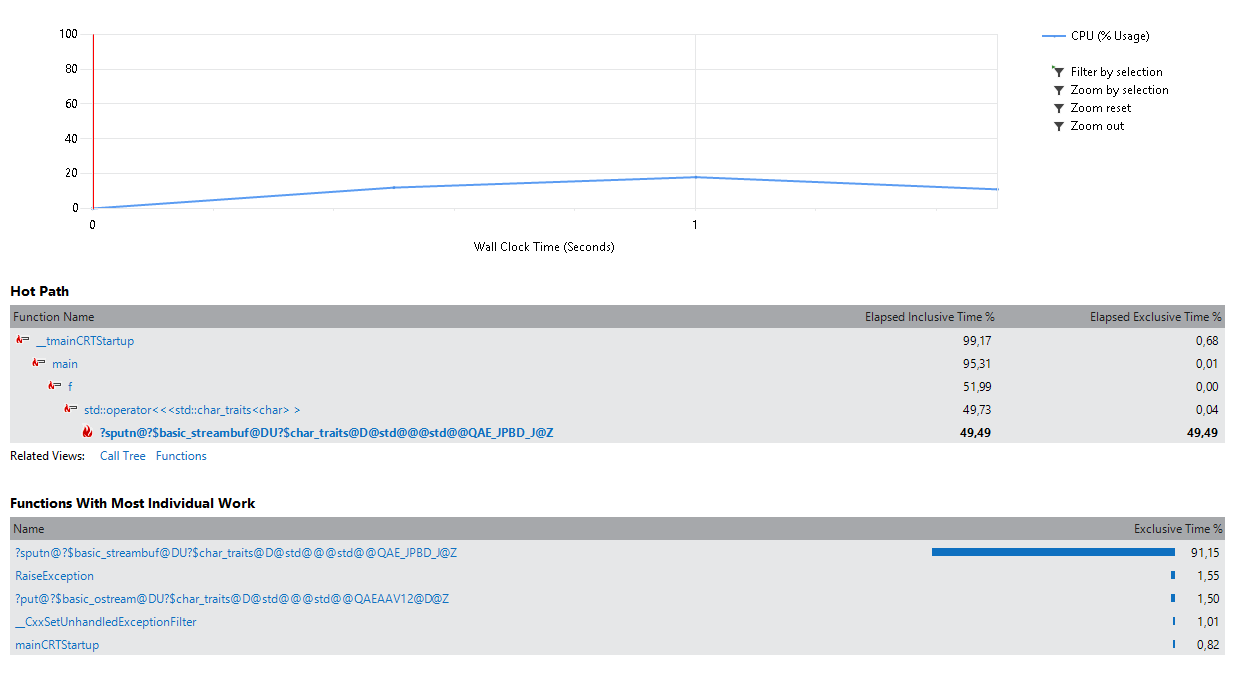 100
80
60
40
20
0
0 1
Wall Clock Time (Seconds)
CPU (% Usage)
Filter by selection
Zoom by selection
Zoom reset
Zoom out
Hot Path
Function Name Elapsed Inclusive Time % Elapsed Exclusive Time %
__tmainCRTStartup 99,17 0,68
main 95,31 0,01
f 51,99 0,00
std::operator<<<std::char_traits<char> > 49,73 0,04
?sputn@?$basic_streambuf@DU?$char_traits@D@std@@@std@@QAE_JPBD_J@Z 49,49 49,49
Related Views: Call Tree Functions
Functions With Most Individual Work
Name Exclusive Time %
?sputn@?$basic_streambuf@DU?$char_traits@D@std@@@std@@QAE_JPBD_J@Z 91,15
RaiseException 1,55
?put@?$basic_ostream@DU?$char_traits@D@std@@@std@@QAEAAV12@D@Z 1,50
__CxxSetUnhandledExceptionFilter 1,01
mainCRTStartup 0,82